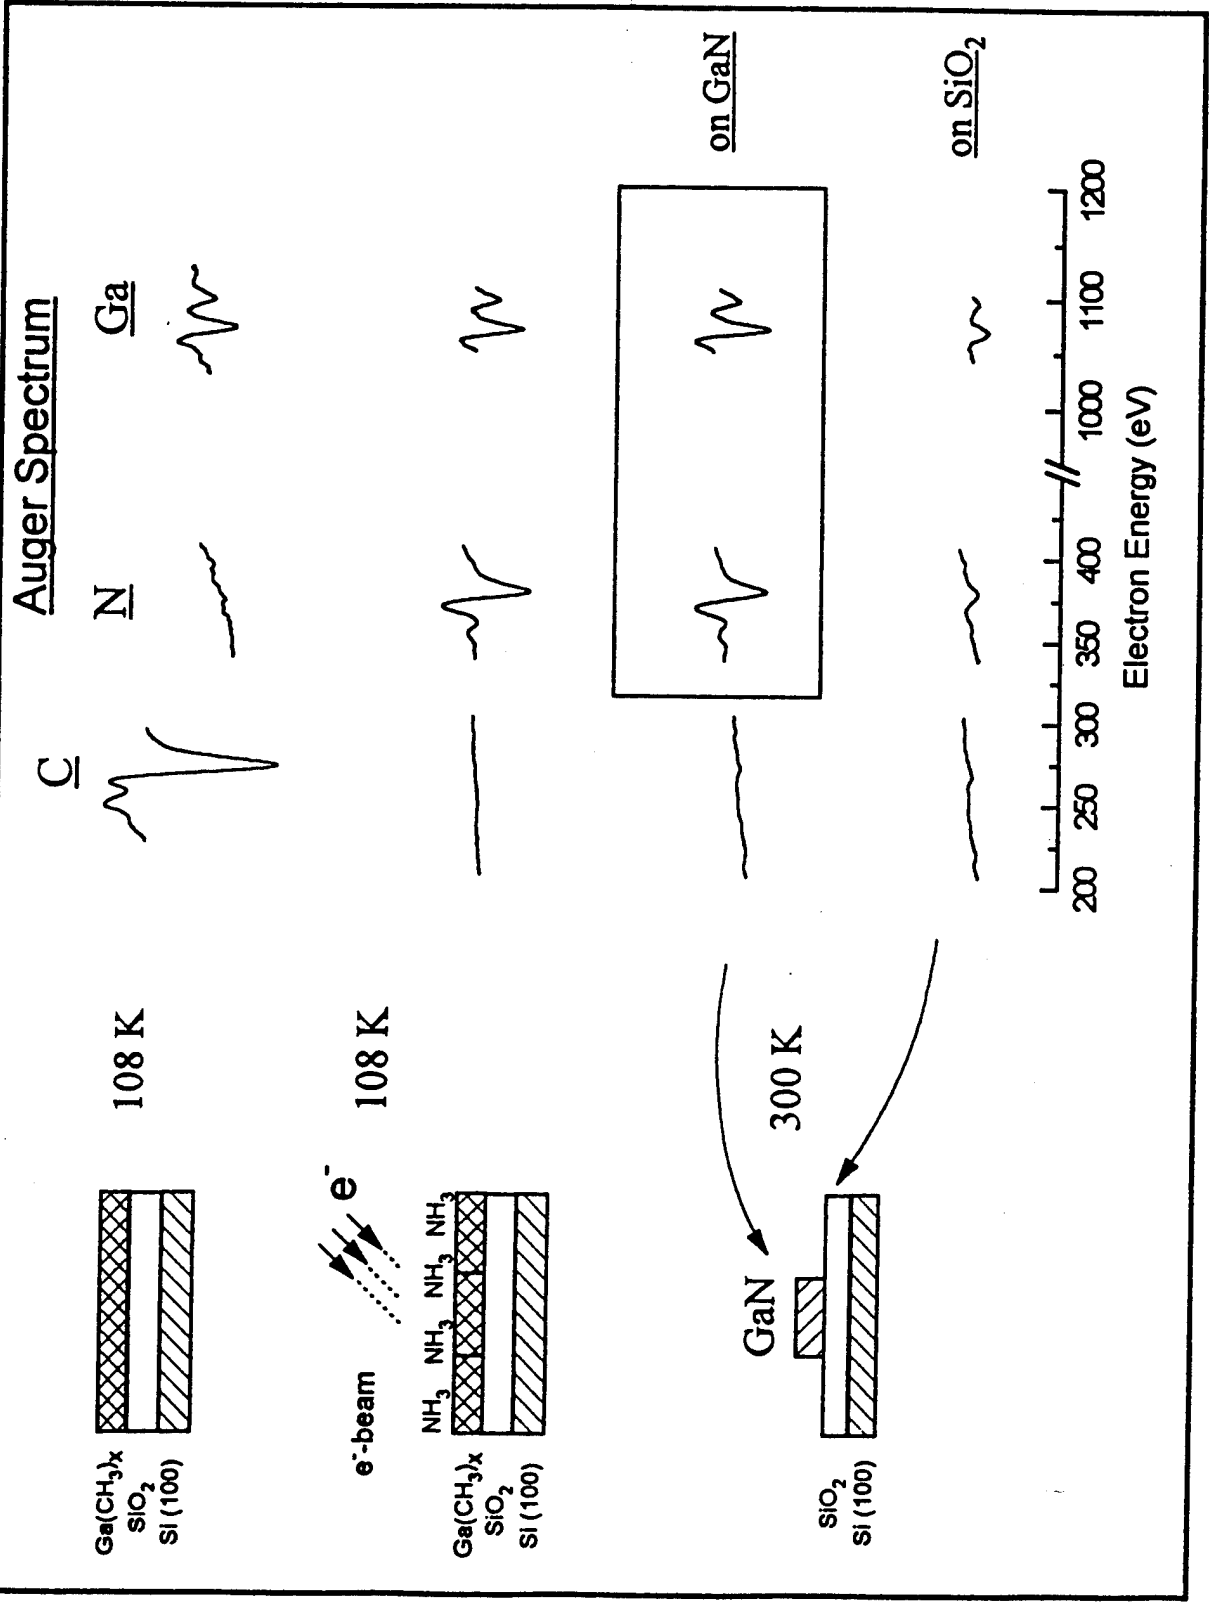 Auger Spectrum
C N Ga
Ga(CH3)x
SiO2
Si (100)
108 K
e⁻-beam
e⁻
108 K
NH3 NH3 NH3 NH3
Ga(CH3)x
SiO2
Si (100)
GaN
300 K
on GaN
SiO2
Si (100)
on SiO2
200 250 300 350 400 1000 1100 1200
Electron Energy (eV)